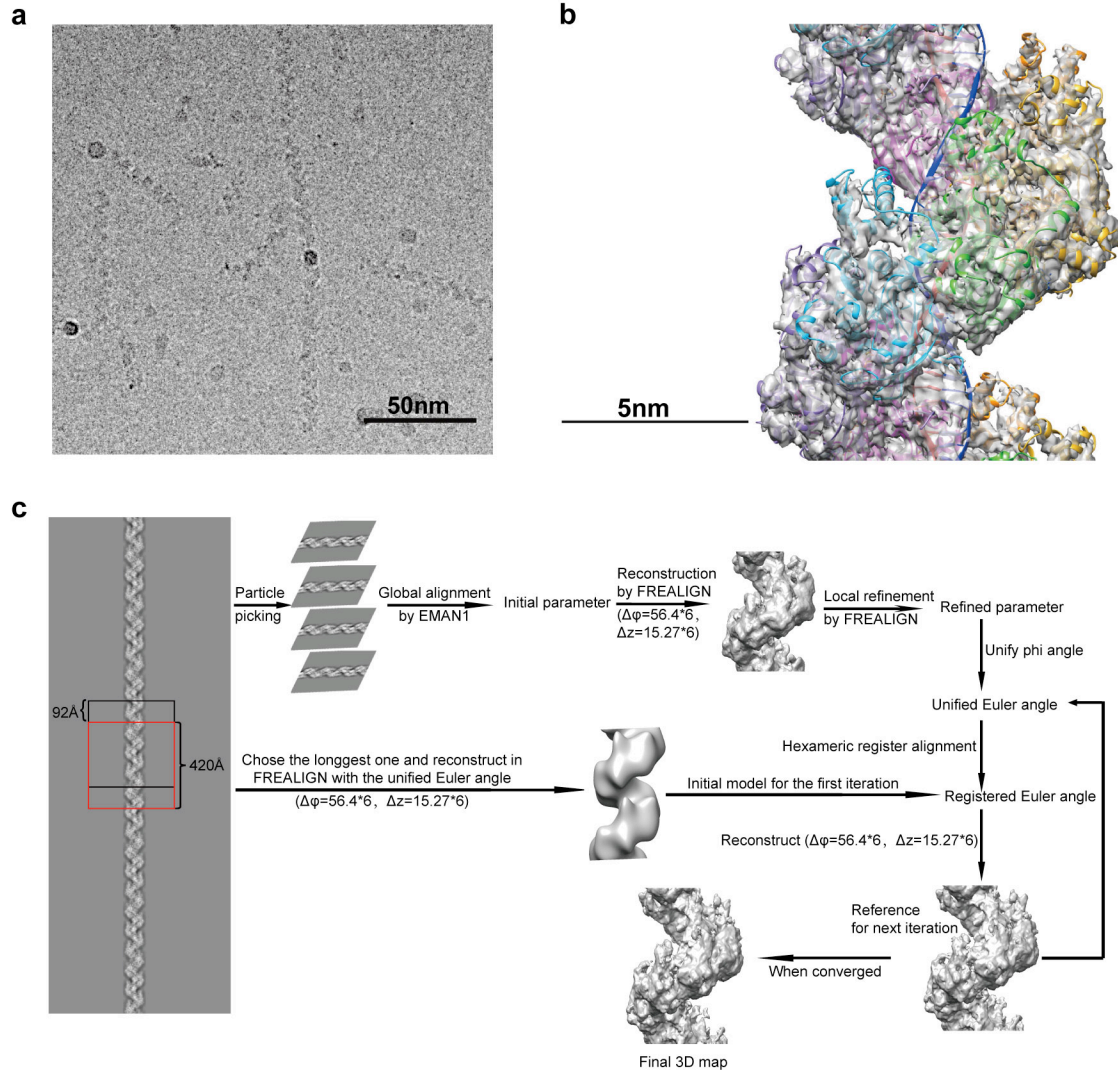 a
50nm
b
5nm
c
92Å
420Å
Particle
picking
Global alignment
by EMAN1
Initial parameter
Reconstruction
by FREALIGN
(Δφ=56.4*6,
Δz=15.27*6)
Local refinement
by FREALIGN
Refined parameter
Unify phi angle
Unified Euler angle
Hexameric register alignment
Chose the longgest one and reconstruct in
FREALIGN with the unified Euler angle
(Δφ=56.4*6, Δz=15.27*6)
Initial model for the first iteration
Registered Euler angle
Reconstruct (Δφ=56.4*6, Δz=15.27*6)
Reference
for next iteration
When converged
Final 3D map